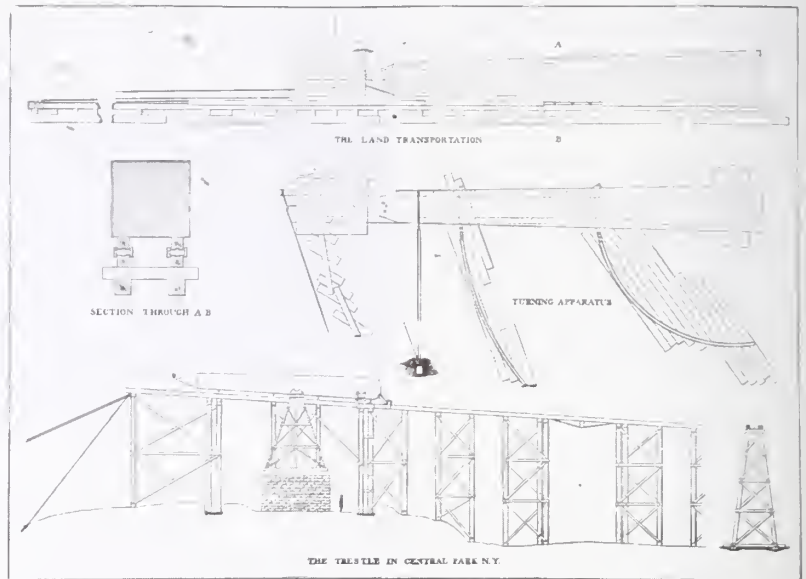 A
THE LAND TRANSPORTATION
B
SECTION THROUGH A B
TURNING APPARATUS
THE TRESTLE IN CENTRAL PARK N.Y.